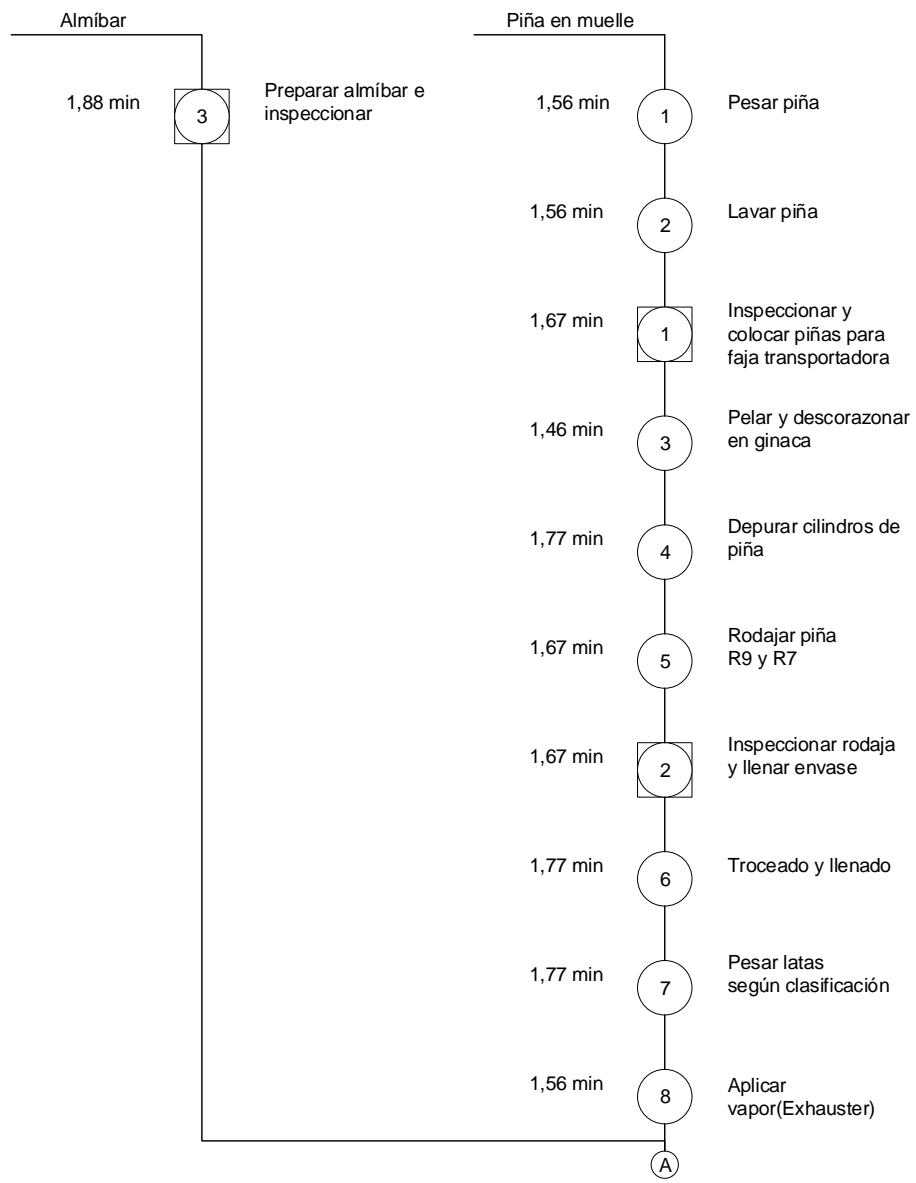 Almíbar
1,88 min
3
Preparar almíbar e
inspeccionar
Piña en muelle
1,56 min
1
Pesar piña
1,56 min
2
Lavar piña
1,67 min
1
Inspeccionar y
colocar piñas para
faja transportadora
1,46 min
3
Pelar y descorazonar
en ginaca
1,77 min
4
Depurar cilindros de
piña
1,67 min
5
Rodajar piña
R9 y R7
1,67 min
2
Inspeccionar rodaja
y llenar envase
1,77 min
6
Troceado y llenado
1,77 min
7
Pesar latas
según clasificación
1,56 min
8
Aplicar
vapor(Exhauster)
A